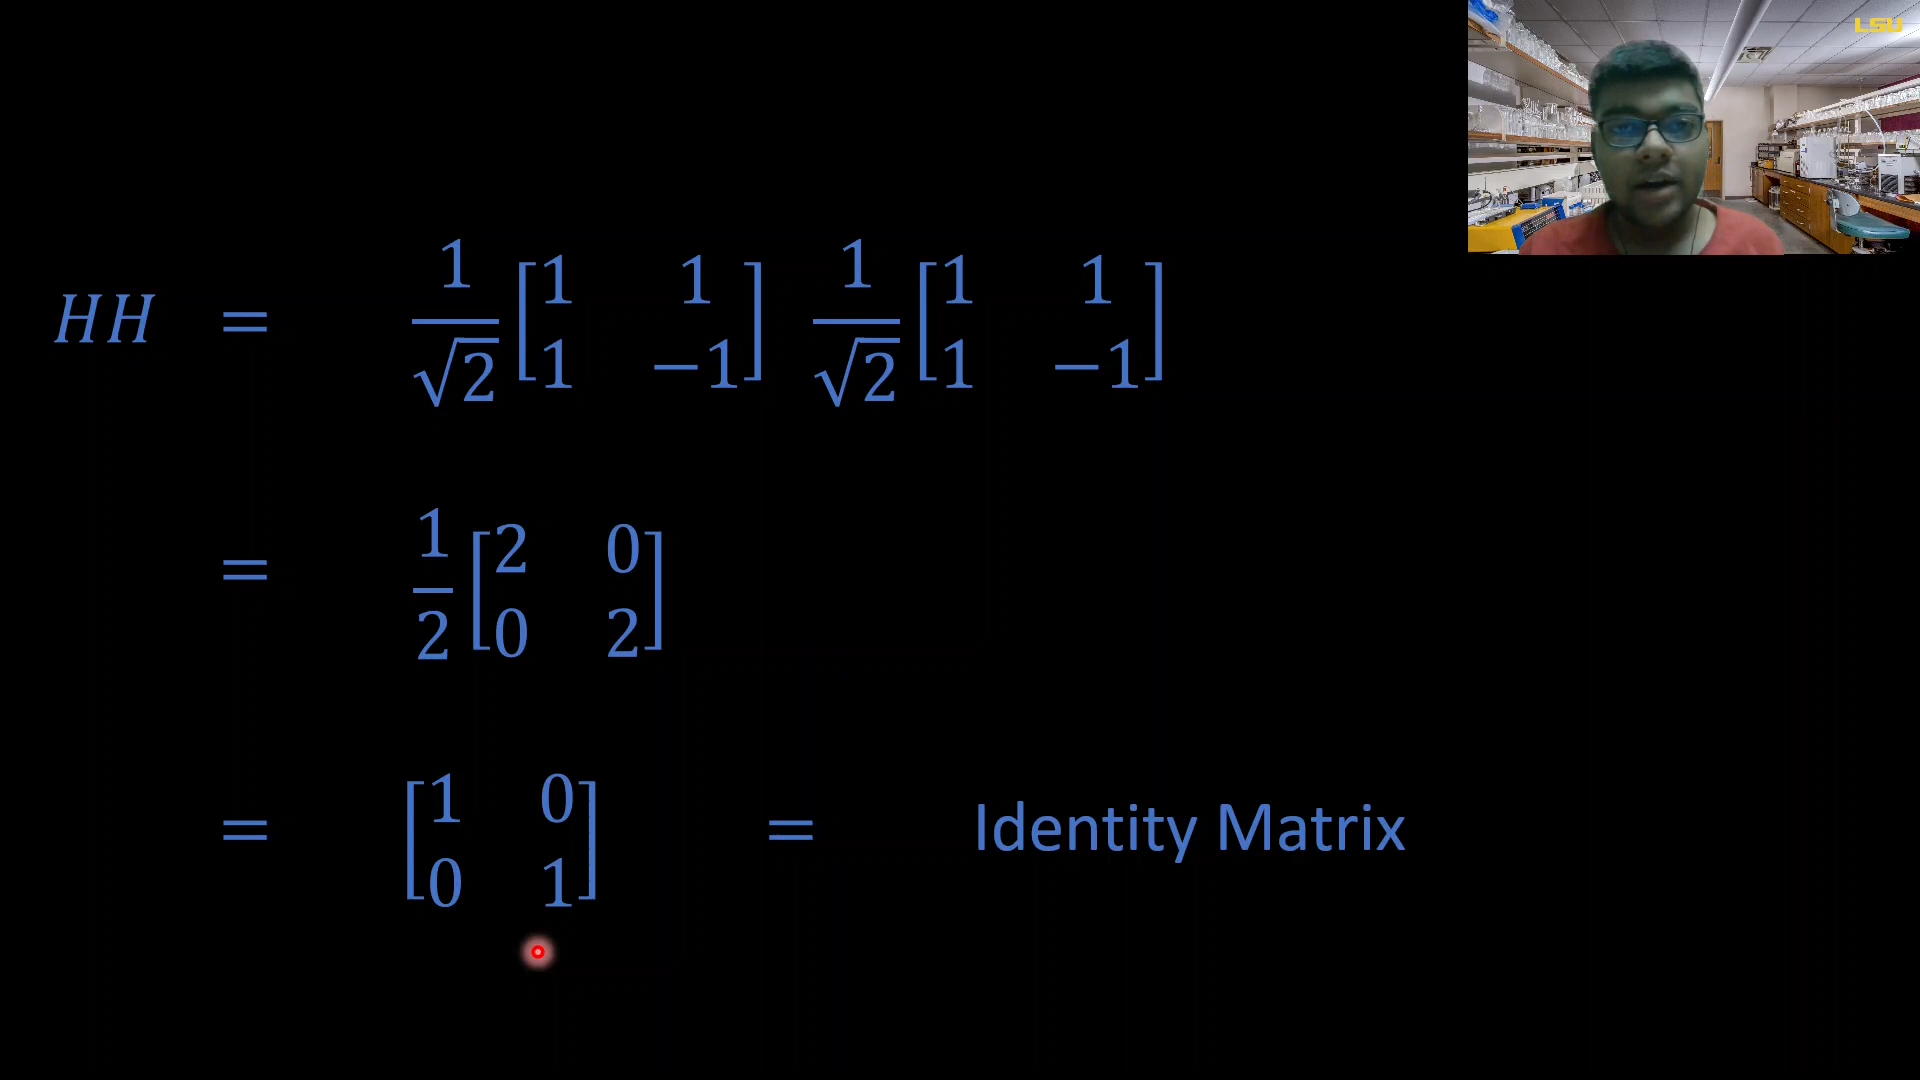 LSU
HH = 1/√2 [1 1; 1 −1] 1/√2 [1 1; 1 −1]
= 1/2 [2 0; 0 2]
= [1 0; 0 1] = Identity Matrix